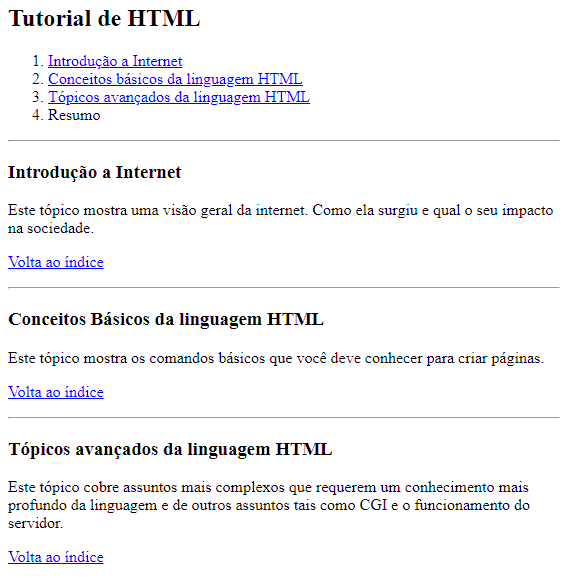 Tutorial de HTML
1. Introdução a Internet
2. Conceitos básicos da linguagem HTML
3. Tópicos avançados da linguagem HTML
4. Resumo
Introdução a Internet
Este tópico mostra uma visão geral da internet. Como ela surgiu e qual o seu impacto
na sociedade.
Volta ao índice
Conceitos Básicos da linguagem HTML
Este tópico mostra os comandos básicos que você deve conhecer para criar páginas.
Volta ao índice
Tópicos avançados da linguagem HTML
Este tópico cobre assuntos mais complexos que requerem um conhecimento mais
profundo da linguagem e de outros assuntos tais como CGI e o funcionamento do
servidor.
Volta ao índice